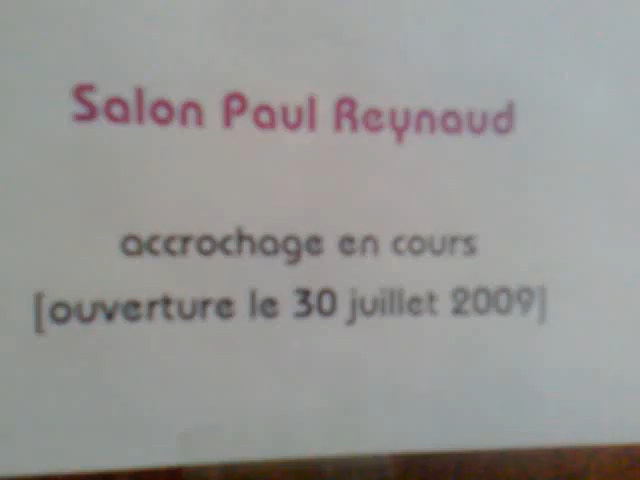 Salon Paul Reynaud
accrochage en cours
[ouverture le 30 juillet 2009]